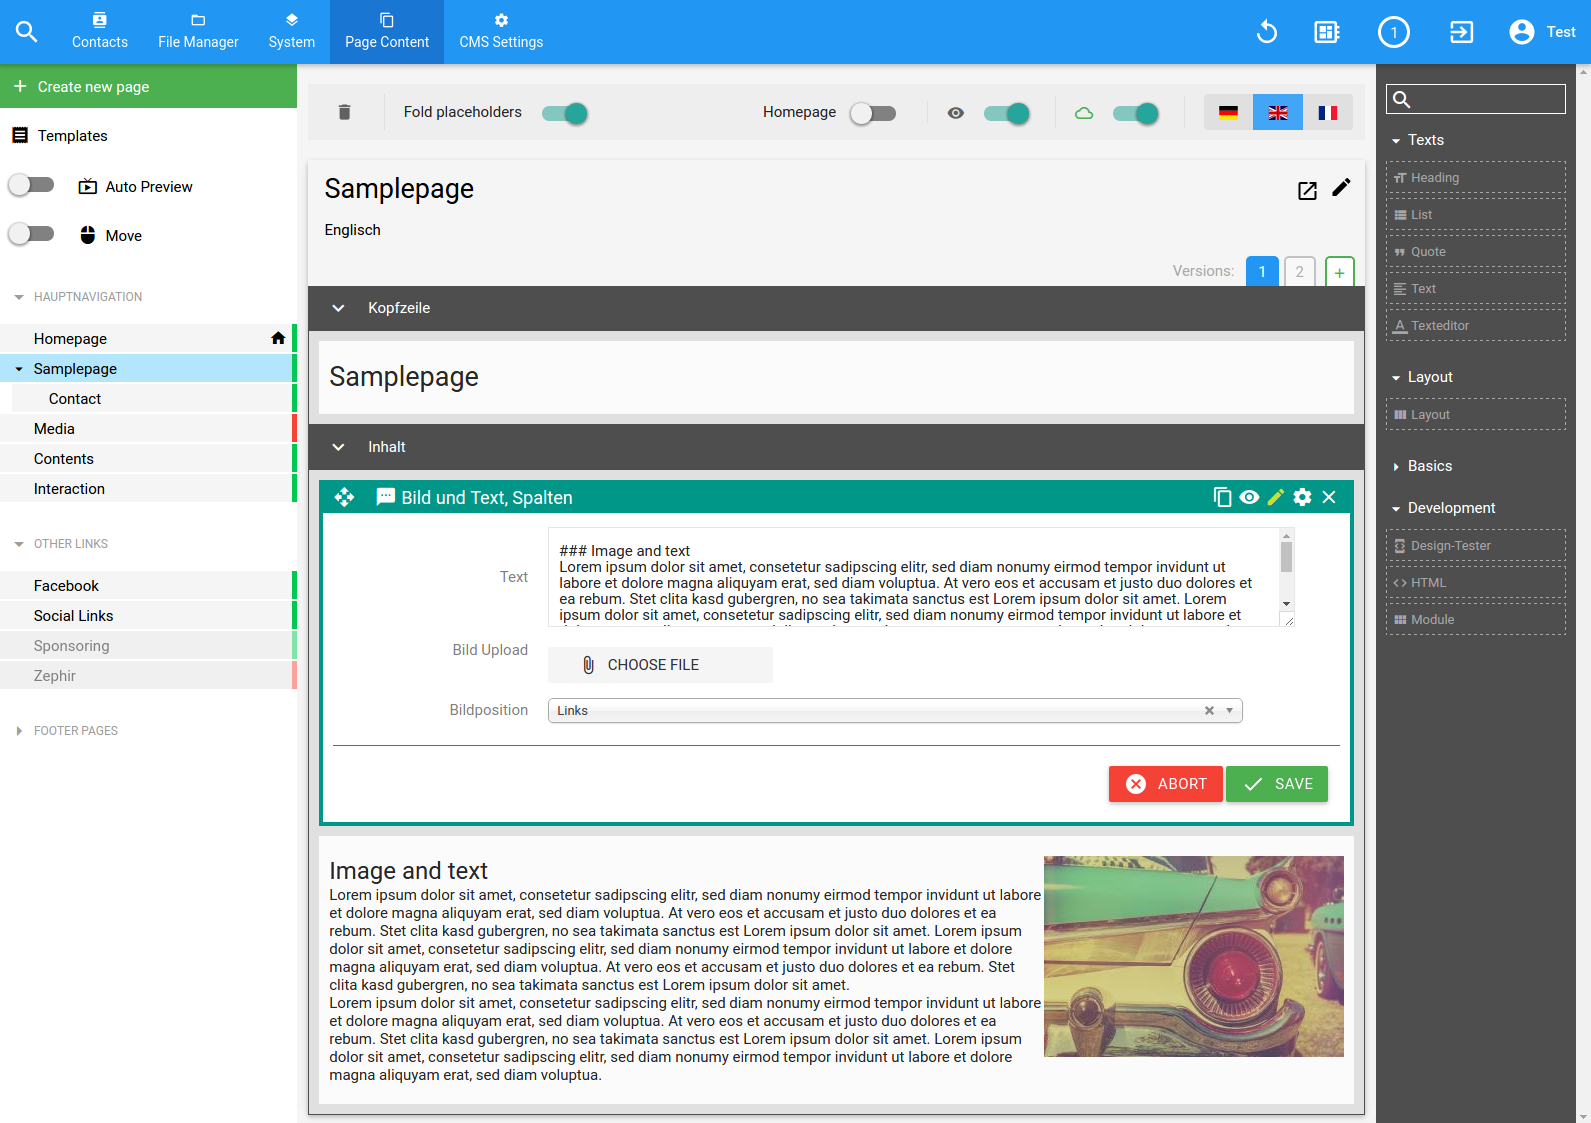 Contacts
File Manager
System
Page Content
CMS Settings
1
Test
+ Create new page
Templates
Auto Preview
Move
HAUPTNAVIGATION
Homepage
Samplepage
Contact
Media
Contents
Interaction
OTHER LINKS
Facebook
Social Links
Sponsoring
Zephir
FOOTER PAGES
Fold placeholders
Homepage
Samplepage
Englisch
Versions: 1 2 +
Kopfzeile
Samplepage
Inhalt
Bild und Text, Spalten
Text
### Image and text
Lorem ipsum dolor sit amet, consetetur sadipscing elitr, sed diam nonumy eirmod tempor invidunt ut
labore et dolore magna aliquyam erat, sed diam voluptua. At vero eos et accusam et justo duo dolores et
ea rebum. Stet clita kasd gubergren, no sea takimata sanctus est Lorem ipsum dolor sit amet. Lorem
ipsum dolor sit amet, consetetur sadipscing elitr, sed diam nonumy eirmod tempor invidunt ut labore et
Bild Upload
CHOOSE FILE
Bildposition
Links
ABORT
SAVE
Image and text
Lorem ipsum dolor sit amet, consetetur sadipscing elitr, sed diam nonumy eirmod tempor invidunt ut labore
et dolore magna aliquyam erat, sed diam voluptua. At vero eos et accusam et justo duo dolores et ea
rebum. Stet clita kasd gubergren, no sea takimata sanctus est Lorem ipsum dolor sit amet. Lorem ipsum
dolor sit amet, consetetur sadipscing elitr, sed diam nonumy eirmod tempor invidunt ut labore et dolore
magna aliquyam erat, sed diam voluptua. At vero eos et accusam et justo duo dolores et ea rebum. Stet
clita kasd gubergren, no sea takimata sanctus est Lorem ipsum dolor sit amet.
Lorem ipsum dolor sit amet, consetetur sadipscing elitr, sed diam nonumy eirmod tempor invidunt ut labore
et dolore magna aliquyam erat, sed diam voluptua. At vero eos et accusam et justo duo dolores et ea
rebum. Stet clita kasd gubergren, no sea takimata sanctus est Lorem ipsum dolor sit amet. Lorem ipsum
dolor sit amet, consetetur sadipscing elitr, sed diam nonumy eirmod tempor invidunt ut labore et dolore
magna aliquyam erat, sed diam voluptua.
Texts
Heading
List
Quote
Text
Texteditor
Layout
Layout
Basics
Development
Design-Tester
HTML
Module